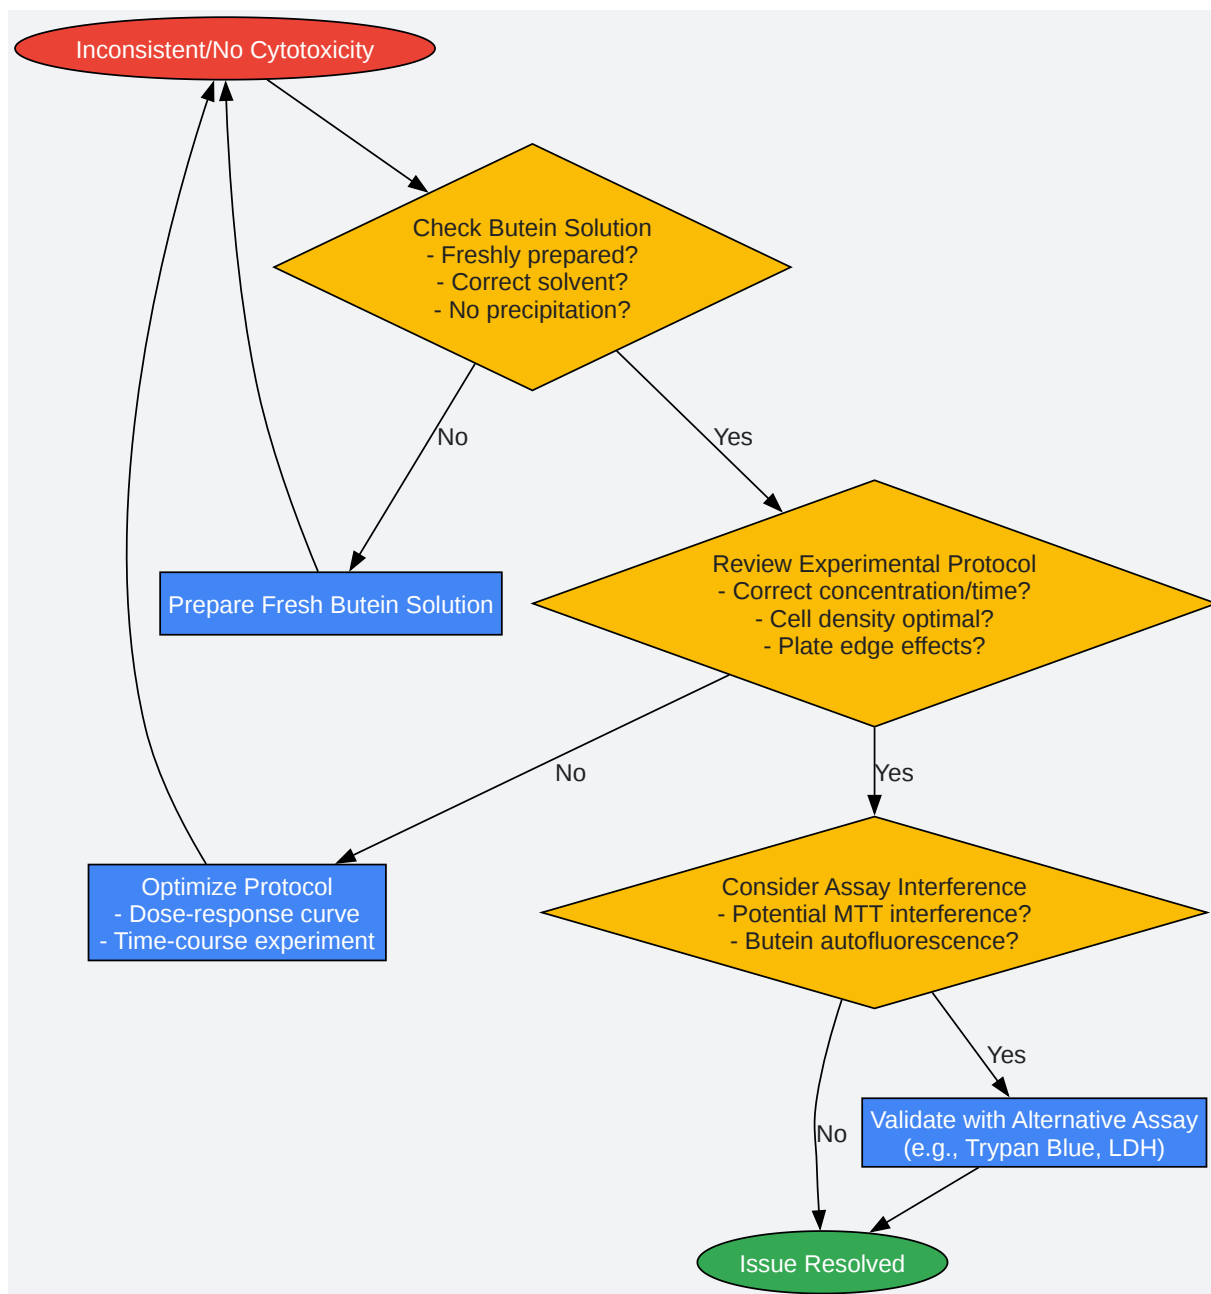 Inconsistent/No Cytotoxicity
Check Butein Solution
- Freshly prepared?
- Correct solvent?
- No precipitation?
No
Yes
Review Experimental Protocol
- Correct concentration/time?
- Cell density optimal?
- Plate edge effects?
Prepare Fresh Butein Solution
No
Yes
Optimize Protocol
- Dose-response curve
- Time-course experiment
Consider Assay Interference
- Potential MTT interference?
- Butein autofluorescence?
Yes
No
Validate with Alternative Assay
(e.g., Trypan Blue, LDH)
Issue Resolved